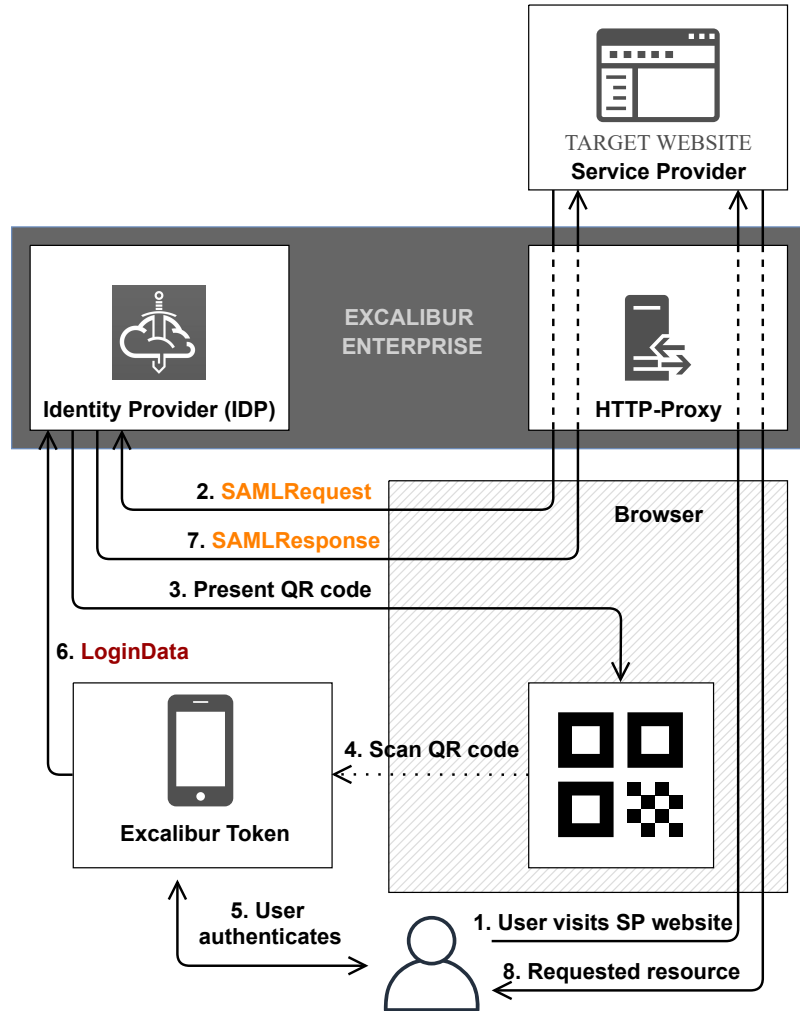 TARGET WEBSITE
Service Provider
EXCALIBUR
ENTERPRISE
Identity Provider (IDP)
HTTP-Proxy
2. SAMLRequest
Browser
7. SAMLResponse
3. Present QR code
6. LoginData
4. Scan QR code
Excalibur Token
5. User
authenticates
1. User visits SP website
8. Requested resource